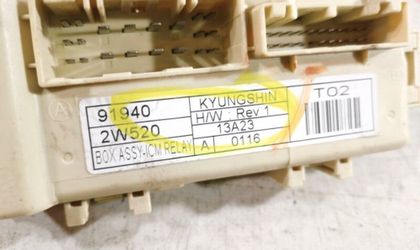 91940
2W520
BOX ASSY-ICM RELAY
KYUNGSHIN
H/W : Rev 1
13A23
A 0116
T02